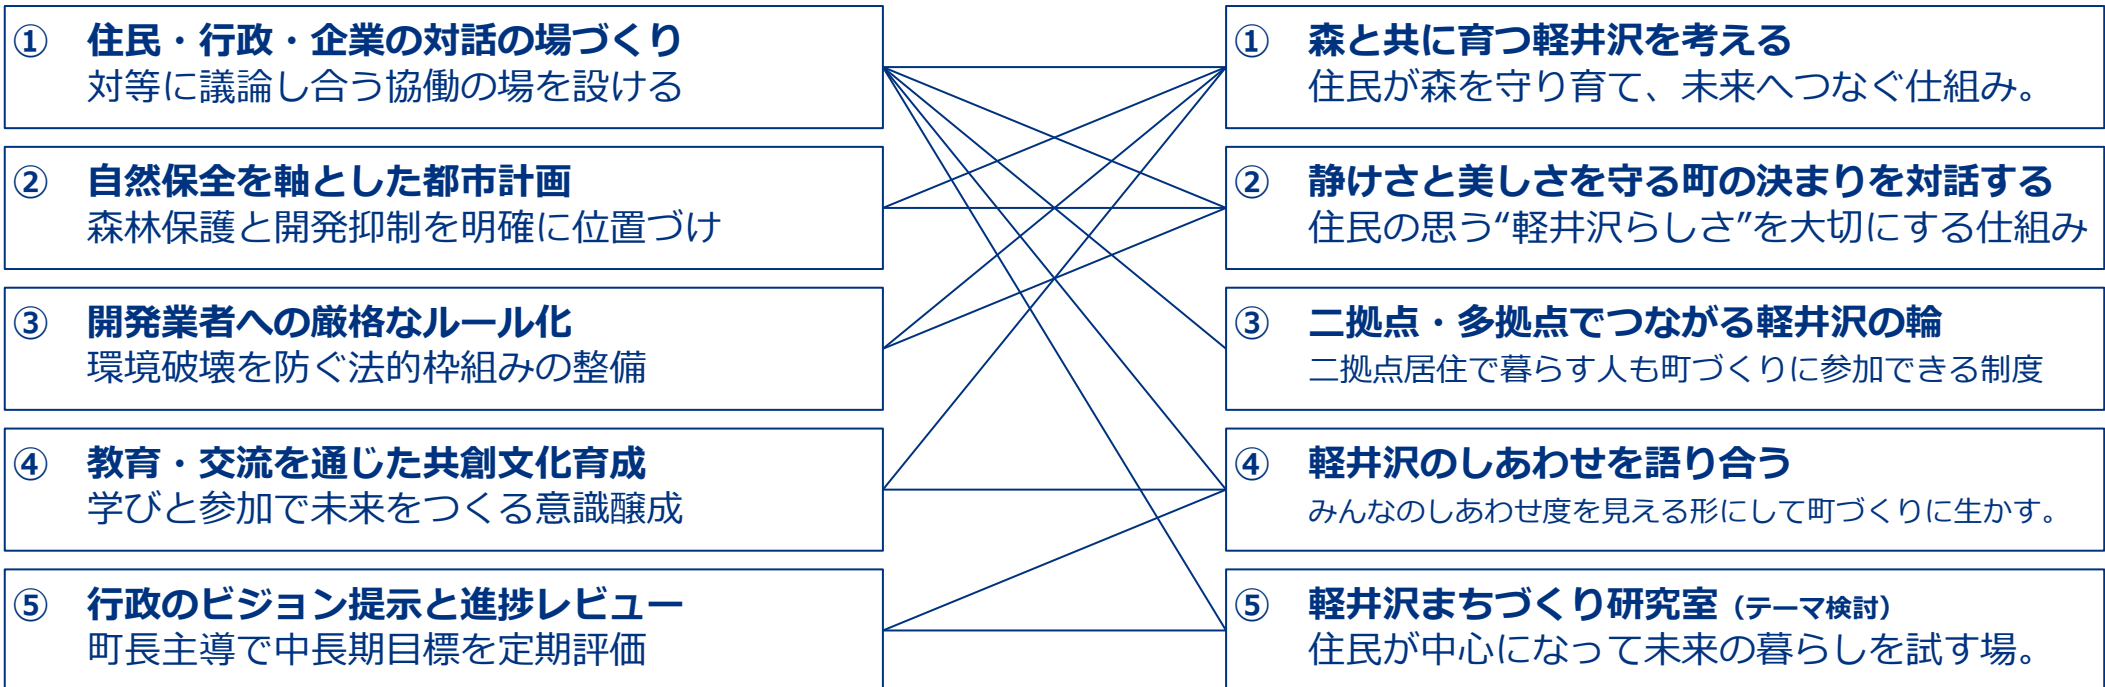 ① 住民・行政・企業の対話の場づくり
対等に議論し合う協働の場を設ける
② 自然保全を軸とした都市計画
森林保護と開発抑制を明確に位置づけ
③ 開発業者への厳格なルール化
環境破壊を防ぐ法的枠組みの整備
④ 教育・交流を通じた共創文化育成
学びと参加で未来をつくる意識醸成
⑤ 行政のビジョン提示と進捗レビュー
町長主導で中長期目標を定期評価
① 森と共に育つ軽井沢を考える
住民が森を守り育て、未来へつなぐ仕組み。
② 静けさと美しさを守る町の決まりを対話する
住民の思う“軽井沢らしさ”を大切にする仕組み
③ 二拠点・多拠点でつながる軽井沢の輪
二拠点居住で暮らす人も町づくりに参加できる制度
④ 軽井沢のしあわせを語り合う
みんなのしあわせ度を見える形にして町づくりに生かす。
⑤ 軽井沢まちづくり研究室（テーマ検討）
住民が中心になって未来の暮らしを試す場。